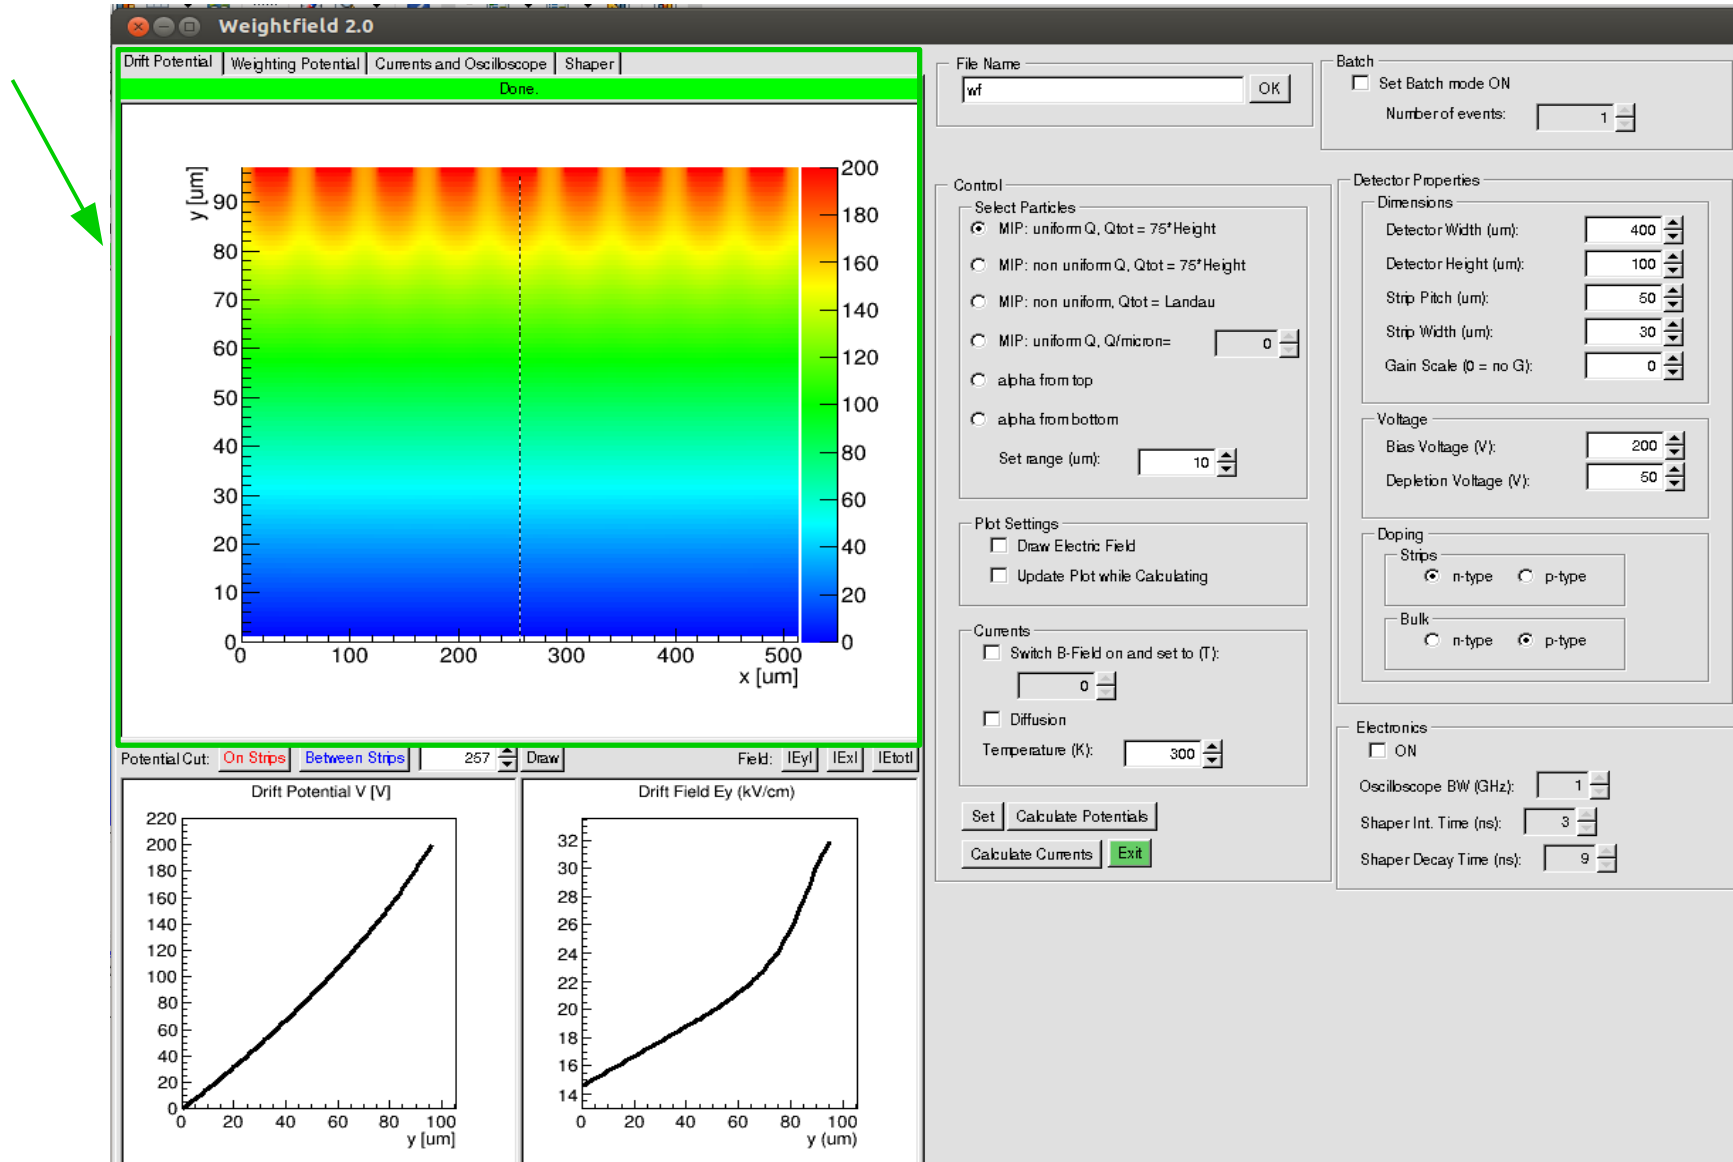 Weightfield 2.0
Drift Potential Weighting Potential Currents and Oscilloscope Shaper
Done.
y [um]
90
80
70
60
50
40
30
20
10
0
0 100 200 300 400 500
x [um]
200
180
160
140
120
100
80
60
40
20
0
Potential Cut: On Strips Between Strips 257 Draw Field: |Ey| |Ex| |Etot|
Drift Potential V [V]
220
200
180
160
140
120
100
80
60
40
20
0
0 20 40 60 80 100
y [um]
Drift Field Ey (kV/cm)
32
30
28
26
24
22
20
18
16
14
0 20 40 60 80 100
y (um)
File Name
wf OK
Batch
Set Batch mode ON
Number of events: 1
Control
Select Particles
MIP: uniform Q, Qtot = 75*Height
MIP: non uniform Q, Qtot = 75*Height
MIP: non uniform, Qtot = Landau
MIP: uniform Q, Q/micron= 0
alpha from top
alpha from bottom
Set range (um): 10
Plot Settings
Draw Electric Field
Update Plot while Calculating
Currents
Switch B-Field on and set to (T):
0
Diffusion
Temperature (K): 300
Set Calculate Potentials
Calculate Currents Exit
Detector Properties
Dimensions
Detector Width (um): 400
Detector Height (um): 100
Strip Pitch (um): 50
Strip Width (um): 30
Gain Scale (0 = no G): 0
Voltage
Bias Voltage (V): 200
Depletion Voltage (V): 50
Doping
Strips
n-type p-type
Bulk
n-type p-type
Electronics
ON
Oscilloscope BW (GHz): 1
Shaper Int. Time (ns): 3
Shaper Decay Time (ns): 9